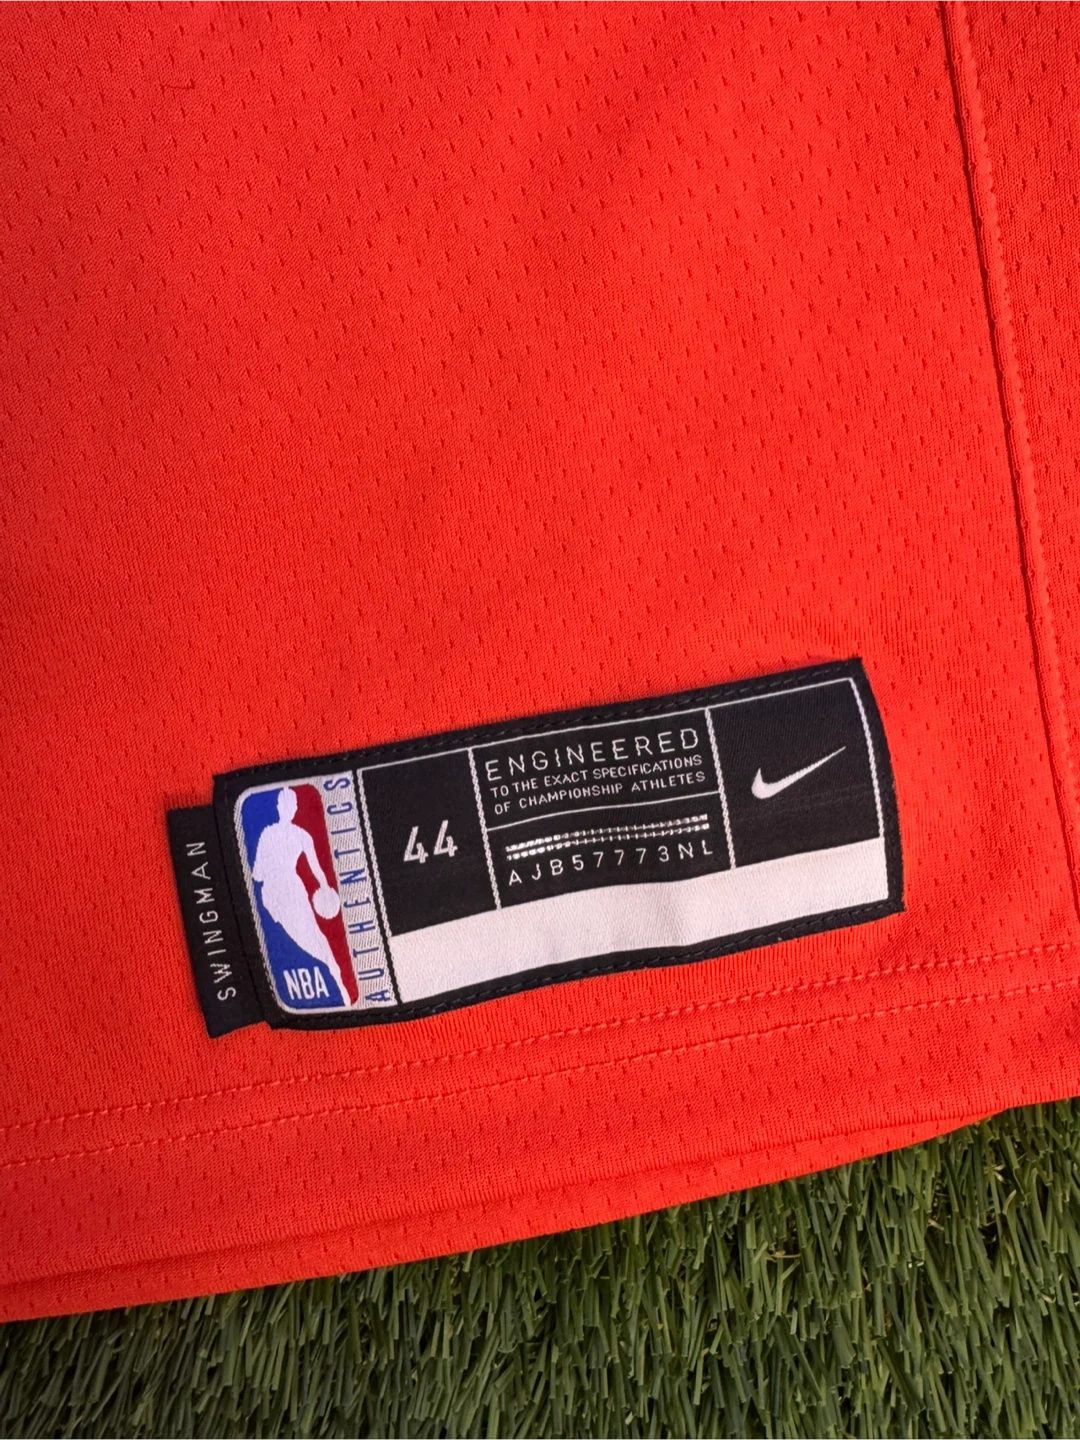 SWINGMAN
NBA
AUTHENTICS
44
ENGINEERED
TO THE EXACT SPECIFICATIONS
OF CHAMPIONSHIP ATHLETES
AJB57773NL